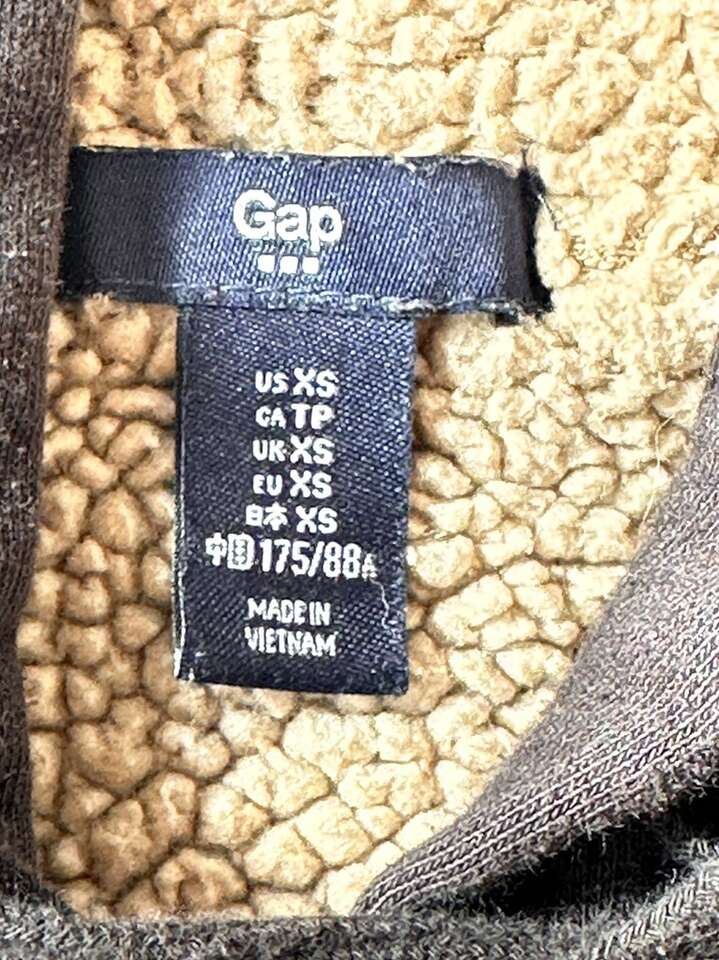 Gap
US XS
CA TP
UK XS
EU XS
日本 XS
中国 175/88A
MADE IN
VIETNAM